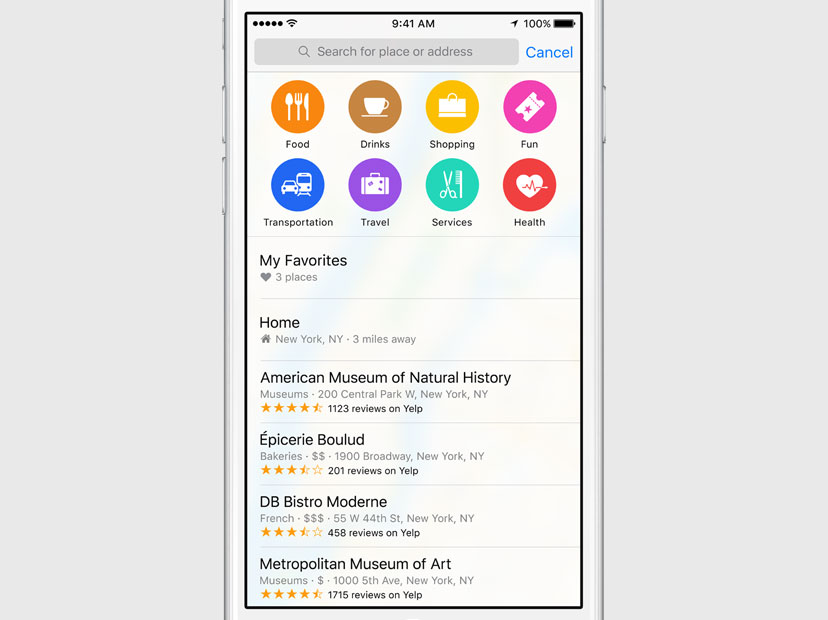 9:41 AM
100%
Search for place or address
Cancel
Food
Drinks
Shopping
Fun
Transportation
Travel
Services
Health
My Favorites
3 places
Home
New York, NY · 3 miles away
American Museum of Natural History
Museums · 200 Central Park W, New York, NY
1123 reviews on Yelp
Épicerie Boulud
Bakeries · $$ · 1900 Broadway, New York, NY
201 reviews on Yelp
DB Bistro Moderne
French · $$$ · 55 W 44th St, New York, NY
458 reviews on Yelp
Metropolitan Museum of Art
Museums · $ · 1000 5th Ave, New York, NY
1715 reviews on Yelp